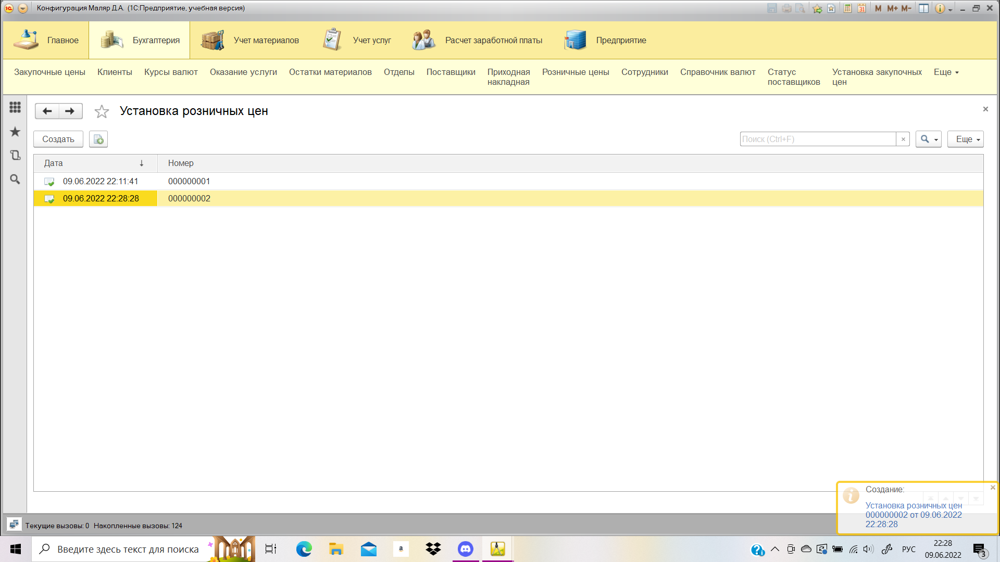 Конфигурация Маляр Д.А. (1С:Предприятие, учебная версия)
M M+ M-
Главное
Бухгалтерия
Учет материалов
Учет услуг
Расчет заработной платы
Предприятие
Закупочные цены
Клиенты
Курсы валют
Оказание услуги
Остатки материалов
Отделы
Поставщики
Приходная
накладная
Розничные цены
Сотрудники
Справочник валют
Статус
поставщиков
Установка закупочных
цен
Еще
Установка розничных цен
Создать
Поиск (Ctrl+F)
Еще
Дата
Номер
09.06.2022 22:11:41
000000001
09.06.2022 22:28:28
000000002
Создание:
Установка розничных цен
000000002 от 09.06.2022
22:28:28
Текущие вызовы: 0 Накопленные вызовы: 124
Введите здесь текст для поиска
a
РУС
22:28
09.06.2022
3